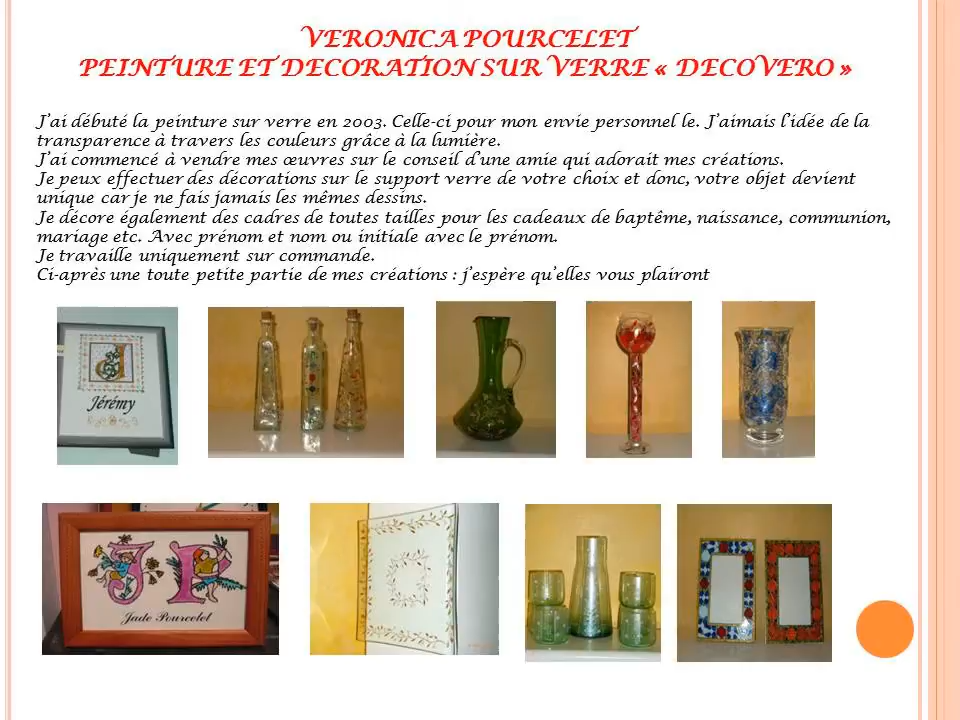 VERONICA POURCELET
PEINTURE ET DECORATION SUR VERRE « DECOVERO »
J'ai débuté la peinture sur verre en 2003. Celle-ci pour mon envie personnel le. J'aimais l'idée de la
transparence à travers les couleurs grâce à la lumière.
J'ai commencé à vendre mes œuvres sur le conseil d'une amie qui adorait mes créations.
Je peux effectuer des décorations sur le support verre de votre choix et donc, votre objet devient
unique car je ne fais jamais les mêmes dessins.
Je décore également des cadres de toutes tailles pour les cadeaux de baptême, naissance, communion,
mariage etc. Avec prénom et nom ou initiale avec le prénom.
Je travaille uniquement sur commande.
Ci-après une toute petite partie de mes créations : j'espère qu'elles vous plairont
J
Jérémy
JP
Jade Pourcelet